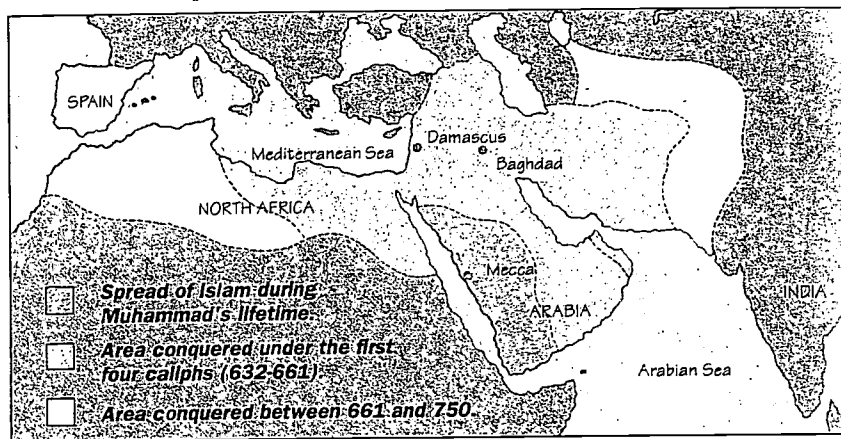 SPAIN
Mediterranean Sea
Damascus
Baghdad
NORTH AFRICA
Mecca
ARABIA
INDIA
Arabian Sea
Spread of Islam during
Muhammad's lifetime.
Area conquered under the first
four caliphs (632-661)
Area conquered between 661 and 750.